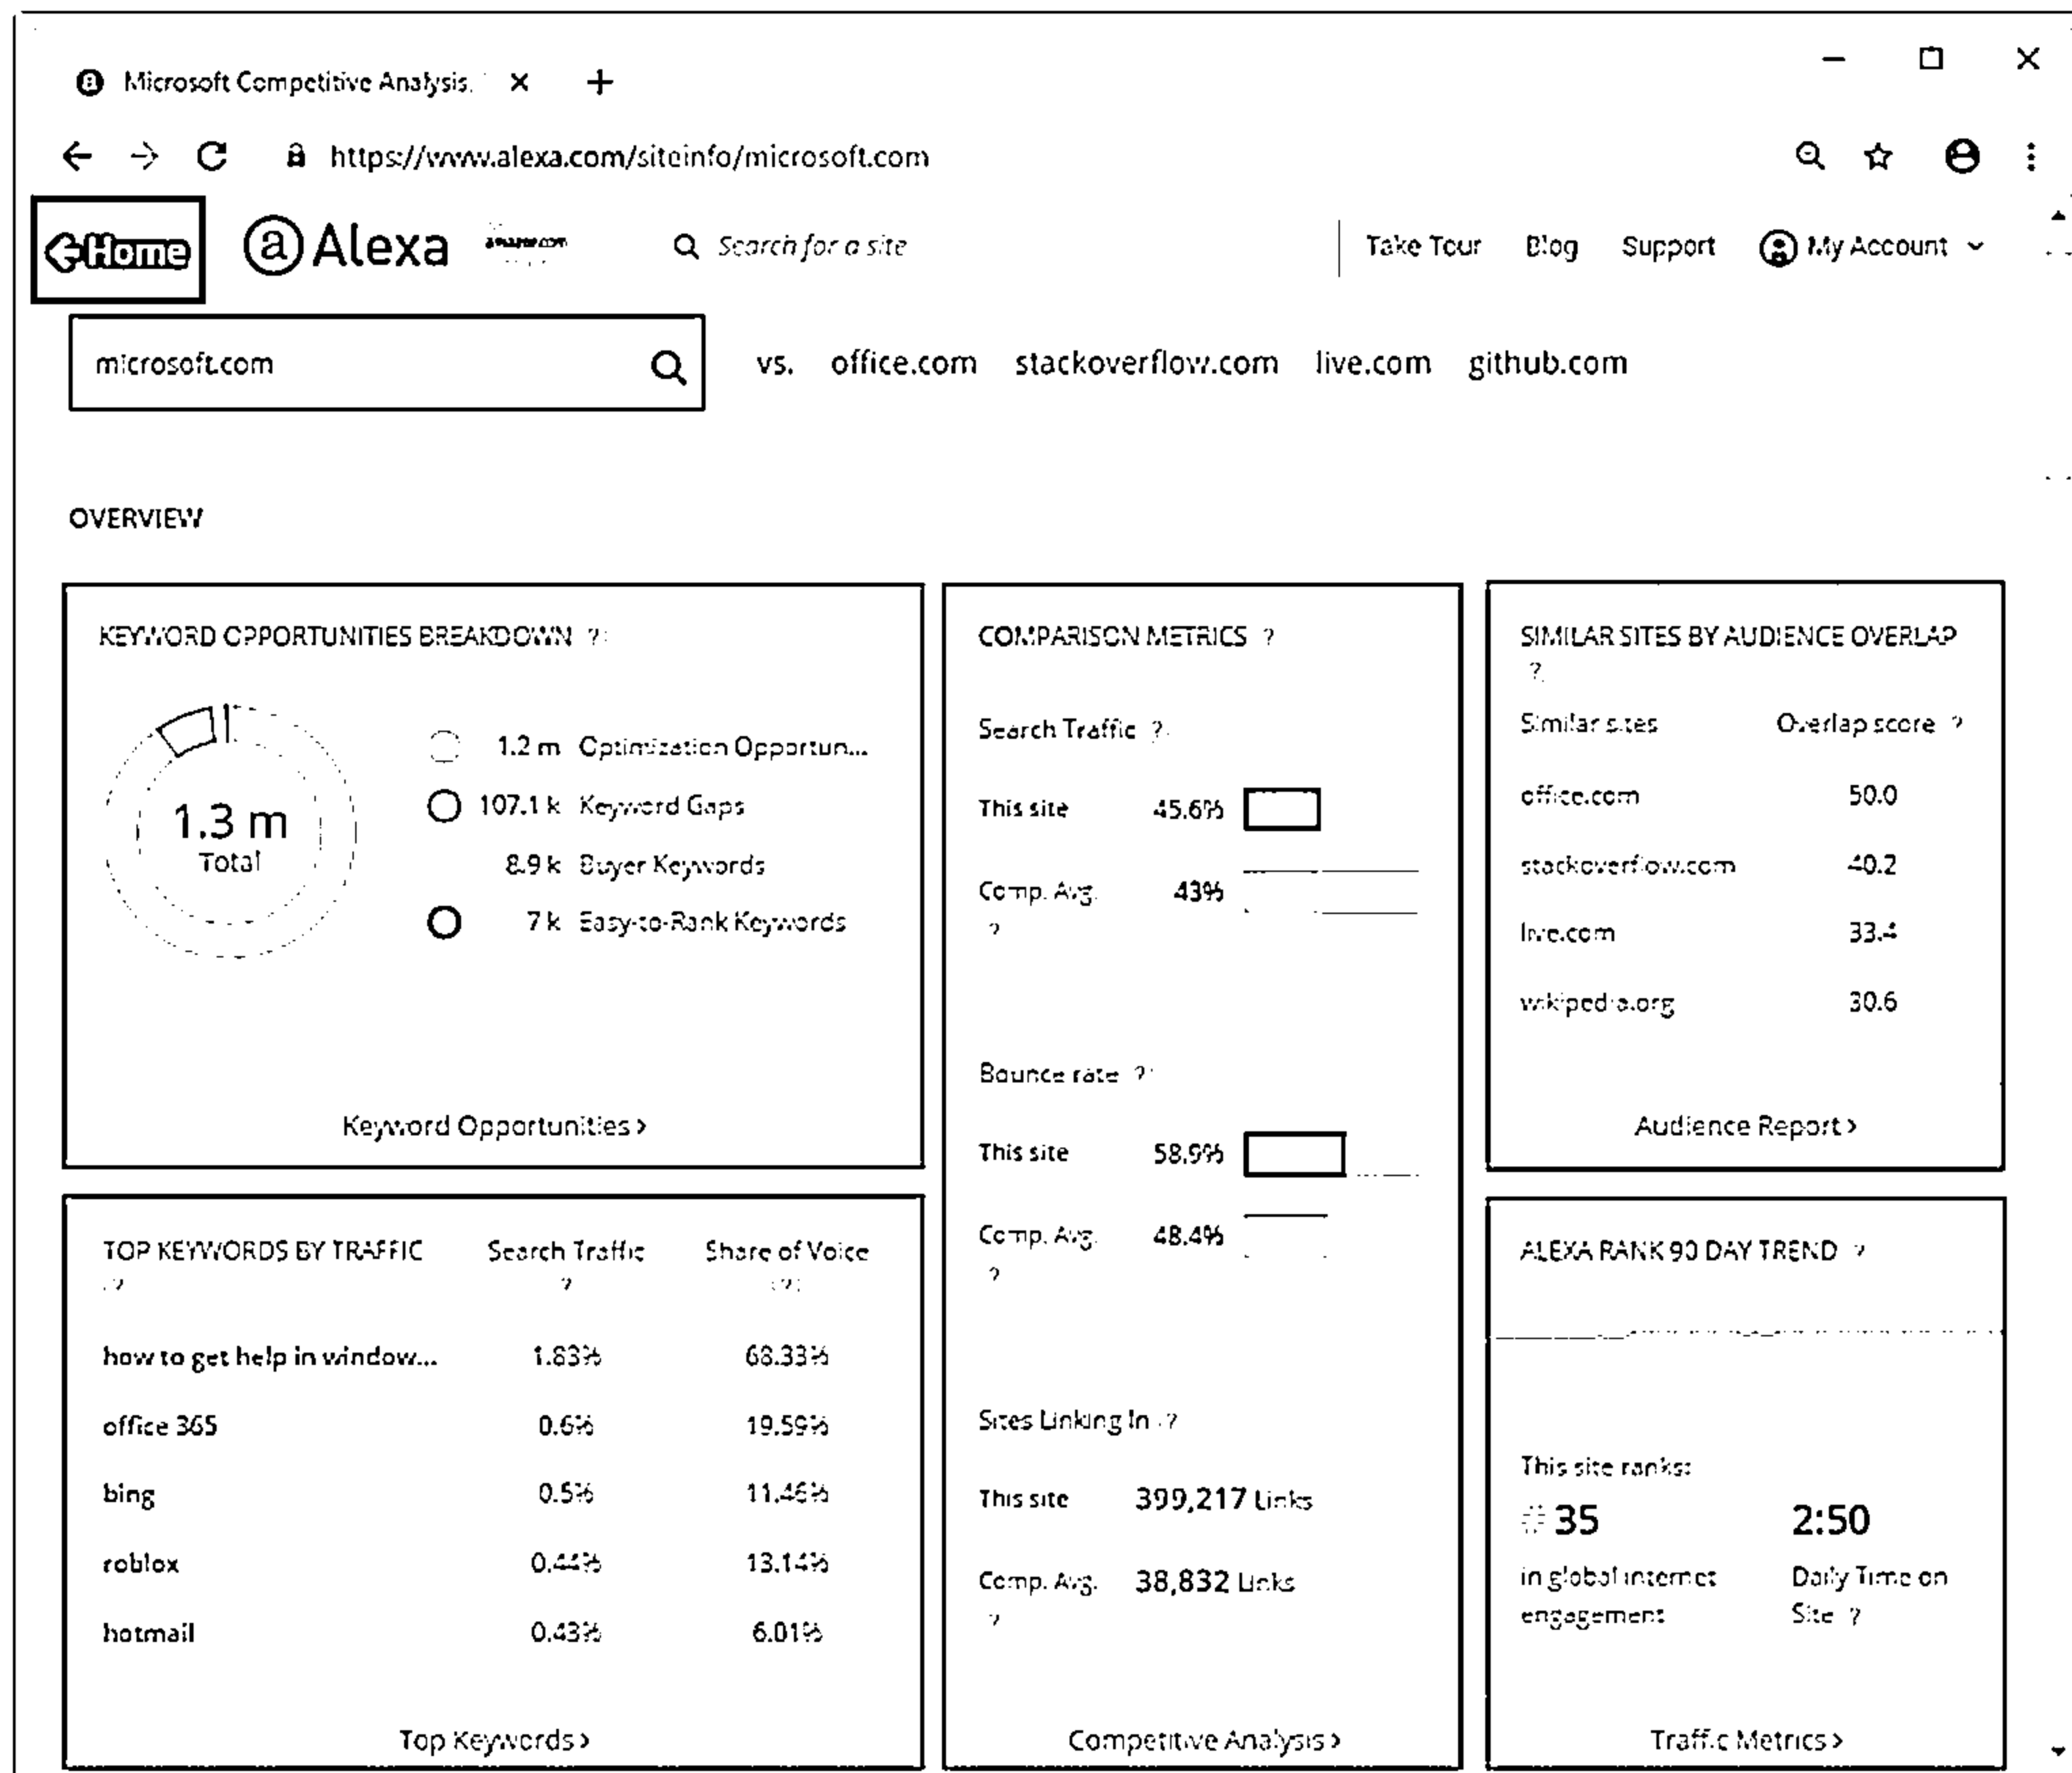 Microsoft Competitive Analysis,
https://www.alexa.com/siteinfo/microsoft.com
Home
Alexa
Search for a site
Take Tour Blog Support My Account
microsoft.com
vs. office.com stackoverflow.com live.com github.com
OVERVIEW
KEYWORD OPPORTUNITIES BREAKDOWN ?
1.3 m
Total
1.2 m Optimization Opportun...
107.1 k Keyword Gaps
8.9 k Buyer Keywords
7 k Easy-to-Rank Keywords
Keyword Opportunities >
COMPARISON METRICS ?
Search Traffic ?
This site 45.6%
Comp. Avg. 43%
?
Bounce rate ?
This site 58.9%
Comp. Avg. 48.4%
?
Sites Linking In ?
This site 399,217 Links
Comp. Avg. 38,832 Links
?
Competitive Analysis >
SIMILAR SITES BY AUDIENCE OVERLAP
?
Similar sites Overlap score ?
office.com 50.0
stackoverflow.com 40.2
live.com 33.4
wikipedia.org 30.6
Audience Report >
TOP KEYWORDS BY TRAFFIC Search Traffic Share of Voice
? ? ?
how to get help in window... 1.83% 68.33%
office 365 0.6% 19.59%
bing 0.5% 11.46%
roblox 0.44% 13.14%
hotmail 0.43% 6.01%
Top Keywords >
ALEXA RANK 90 DAY TREND ?
This site ranks:
# 35 2:50
in global internet Daily Time on
engagement Site ?
Traffic Metrics >